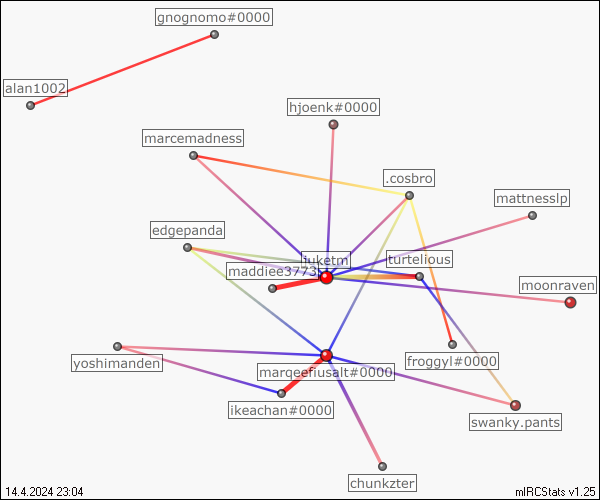 gnognomo#0000
alan1002
hjoenk#0000
marcemadness
.cosbro
mattnesslp
edgepanda
turtelious
maddiee3773
moonraven
yoshimanden
froggyl#0000
marqeefiusalt#0000
ikeachan#0000
swanky.pants
chunkzter
14.4.2024 23:04
mIRCStats v1.25